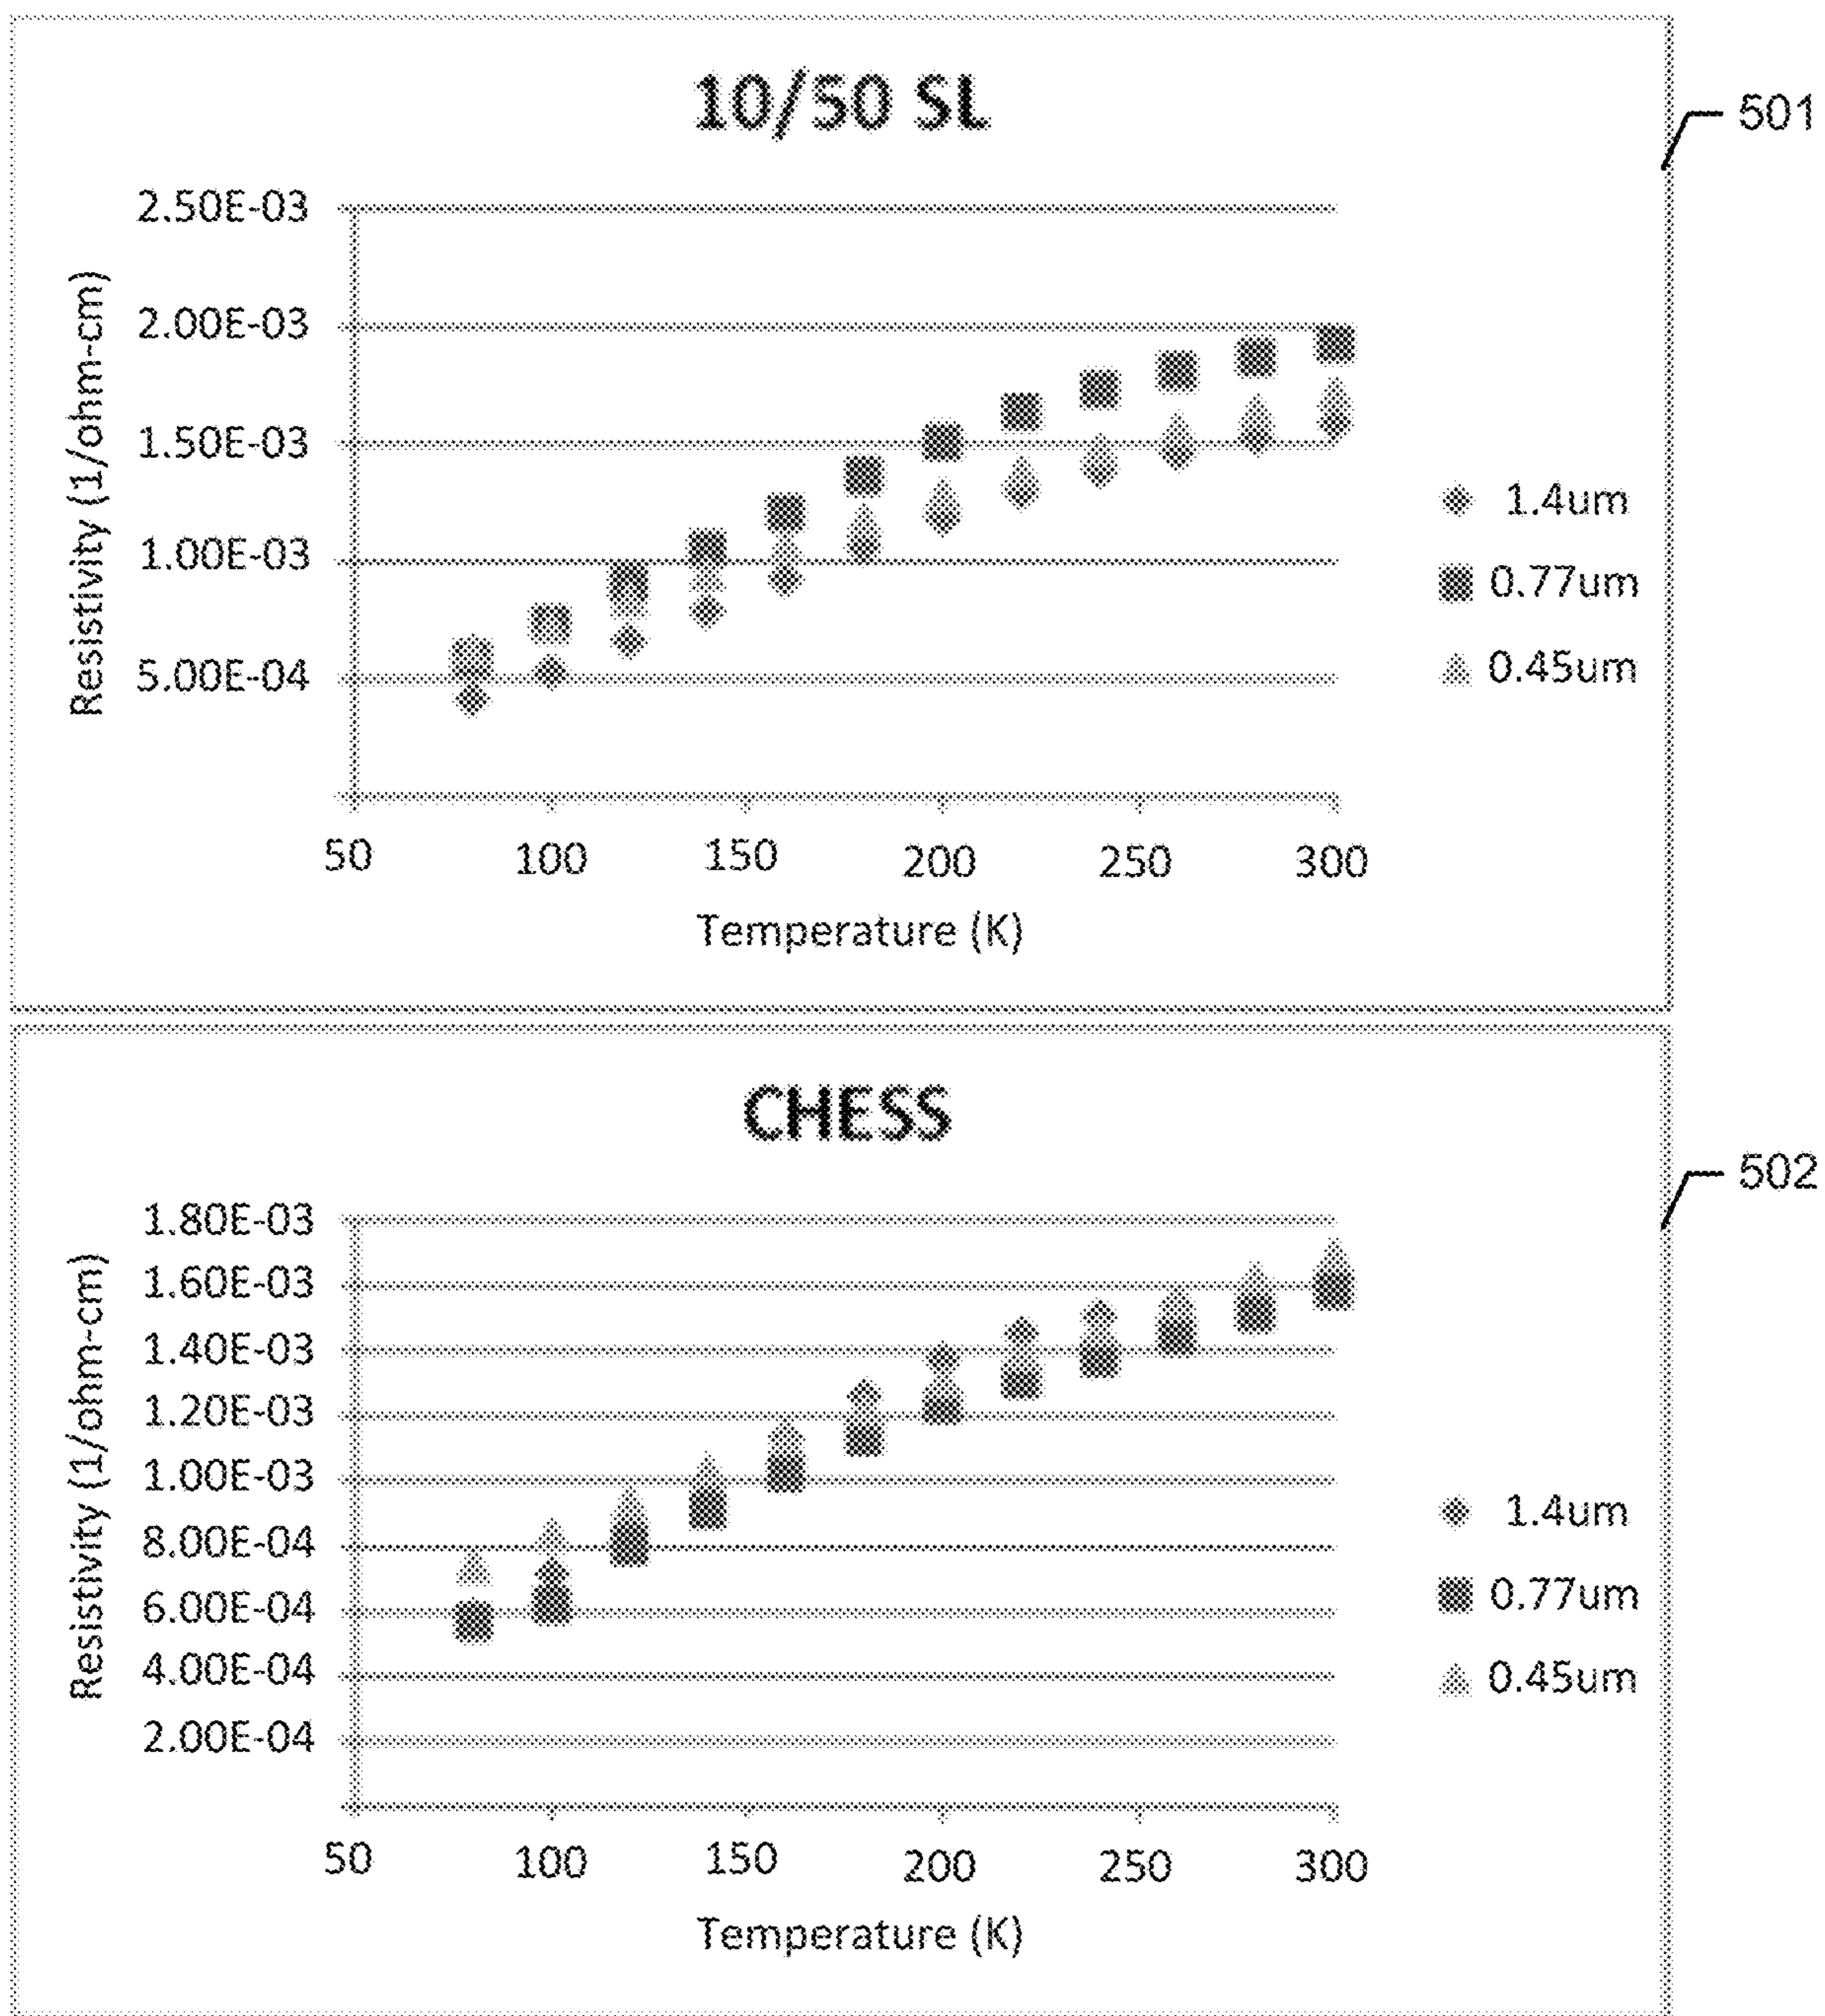 10/50 SL
501
2.50E-03
2.00E-03
1.50E-03
1.00E-03
5.00E-04
Resistivity (1/ohm-cm)
50 100 150 200 250 300
Temperature (K)
1.4um
0.77um
0.45um
CHESS
502
1.80E-03
1.60E-03
1.40E-03
1.20E-03
1.00E-03
8.00E-04
6.00E-04
4.00E-04
2.00E-04
Resistivity (1/ohm-cm)
50 100 150 200 250 300
Temperature (K)
1.4um
0.77um
0.45um